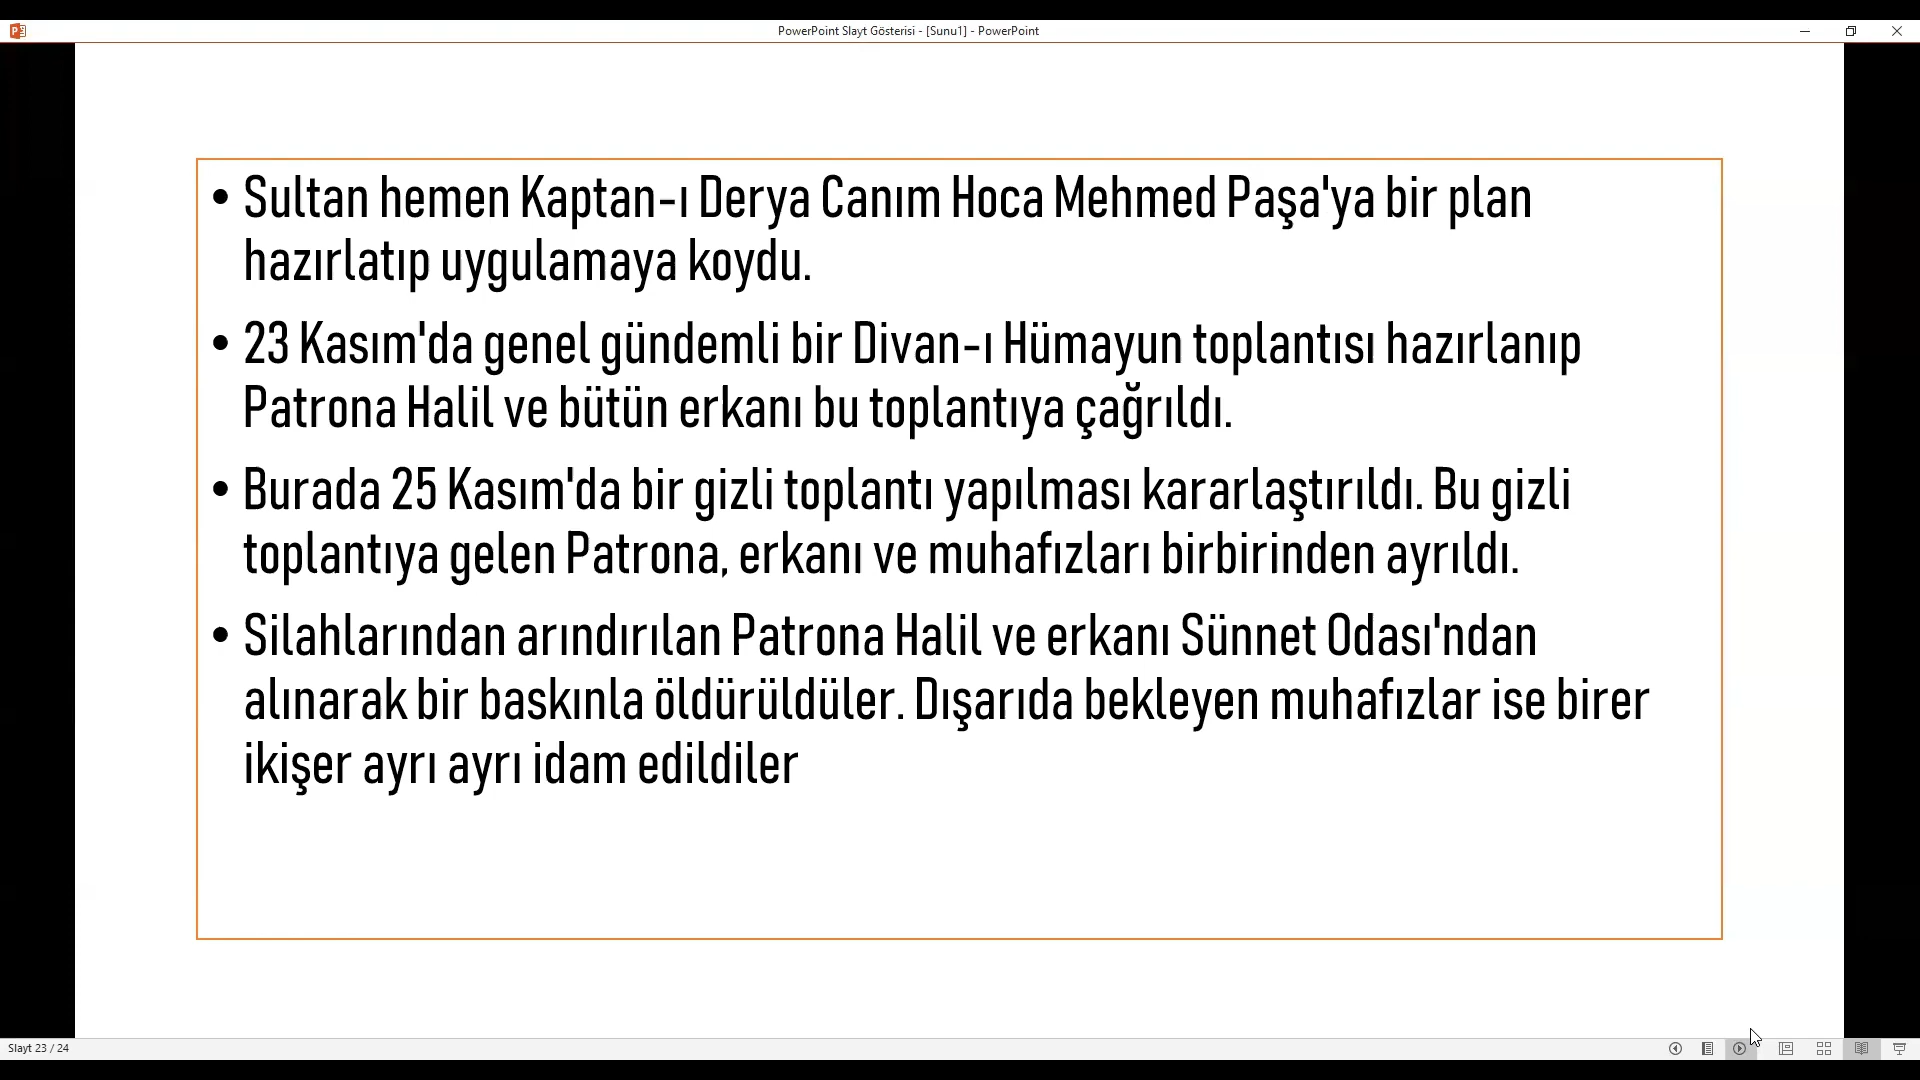 PowerPoint Slayt Gösterisi - [Sunu1] - PowerPoint
• Sultan hemen Kaptan-ı Derya Canım Hoca Mehmed Paşa'ya bir plan
hazırlatıp uygulamaya koydu.
• 23 Kasım'da genel gündemli bir Divan-ı Hümayun toplantısı hazırlanıp
Patrona Halil ve bütün erkanı bu toplantıya çağrıldı.
• Burada 25 Kasım'da bir gizli toplantı yapılması kararlaştırıldı. Bu gizli
toplantıya gelen Patrona, erkanı ve muhafızları birbirinden ayrıldı.
• Silahlarından arındırılan Patrona Halil ve erkanı Sünnet Odası'ndan
alınarak bir baskınla öldürüldüler. Dışarıda bekleyen muhafızlar ise birer
ikişer ayrı ayrı idam edildiler
Slayt 23 / 24